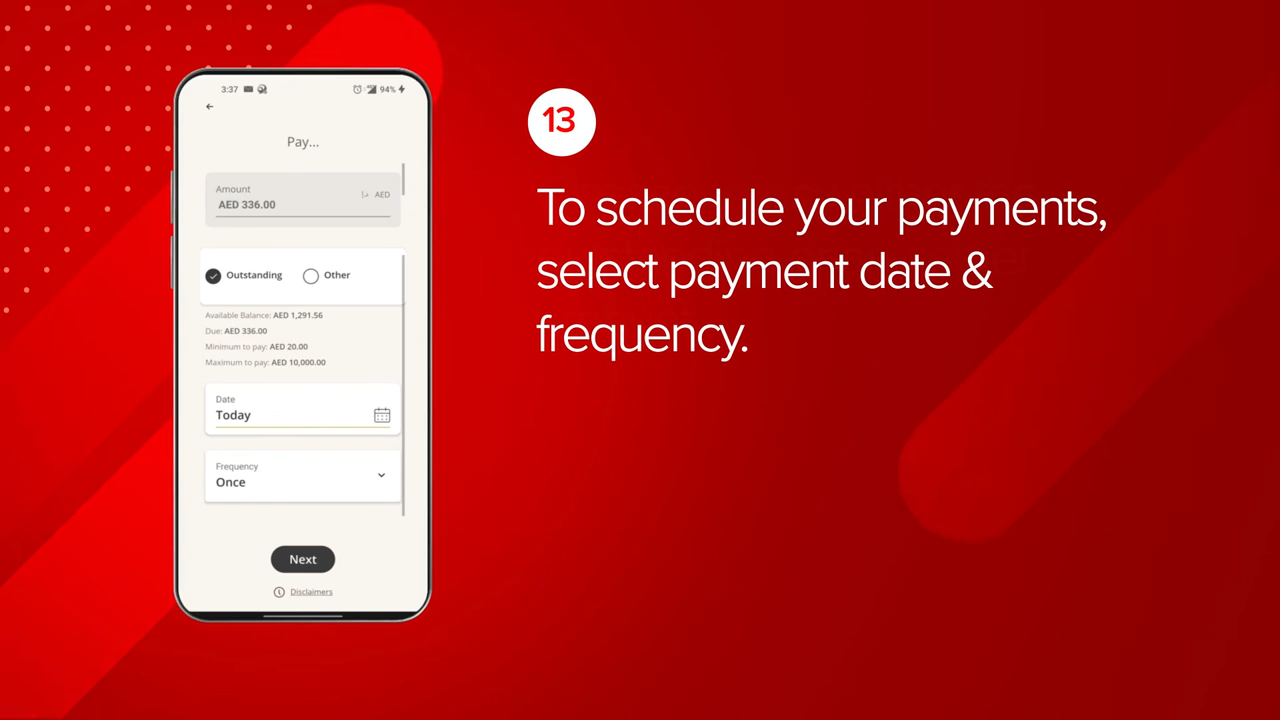 3:37
94%
Pay...
Amount
AED
AED 336.00
Outstanding
Other
Available Balance: AED 1,291.56
Due: AED 336.00
Minimum to pay: AED 20.00
Maximum to pay: AED 10,000.00
Date
Today
Frequency
Once
Next
Disclaimers
13
To schedule your payments,
select payment date &
frequency.